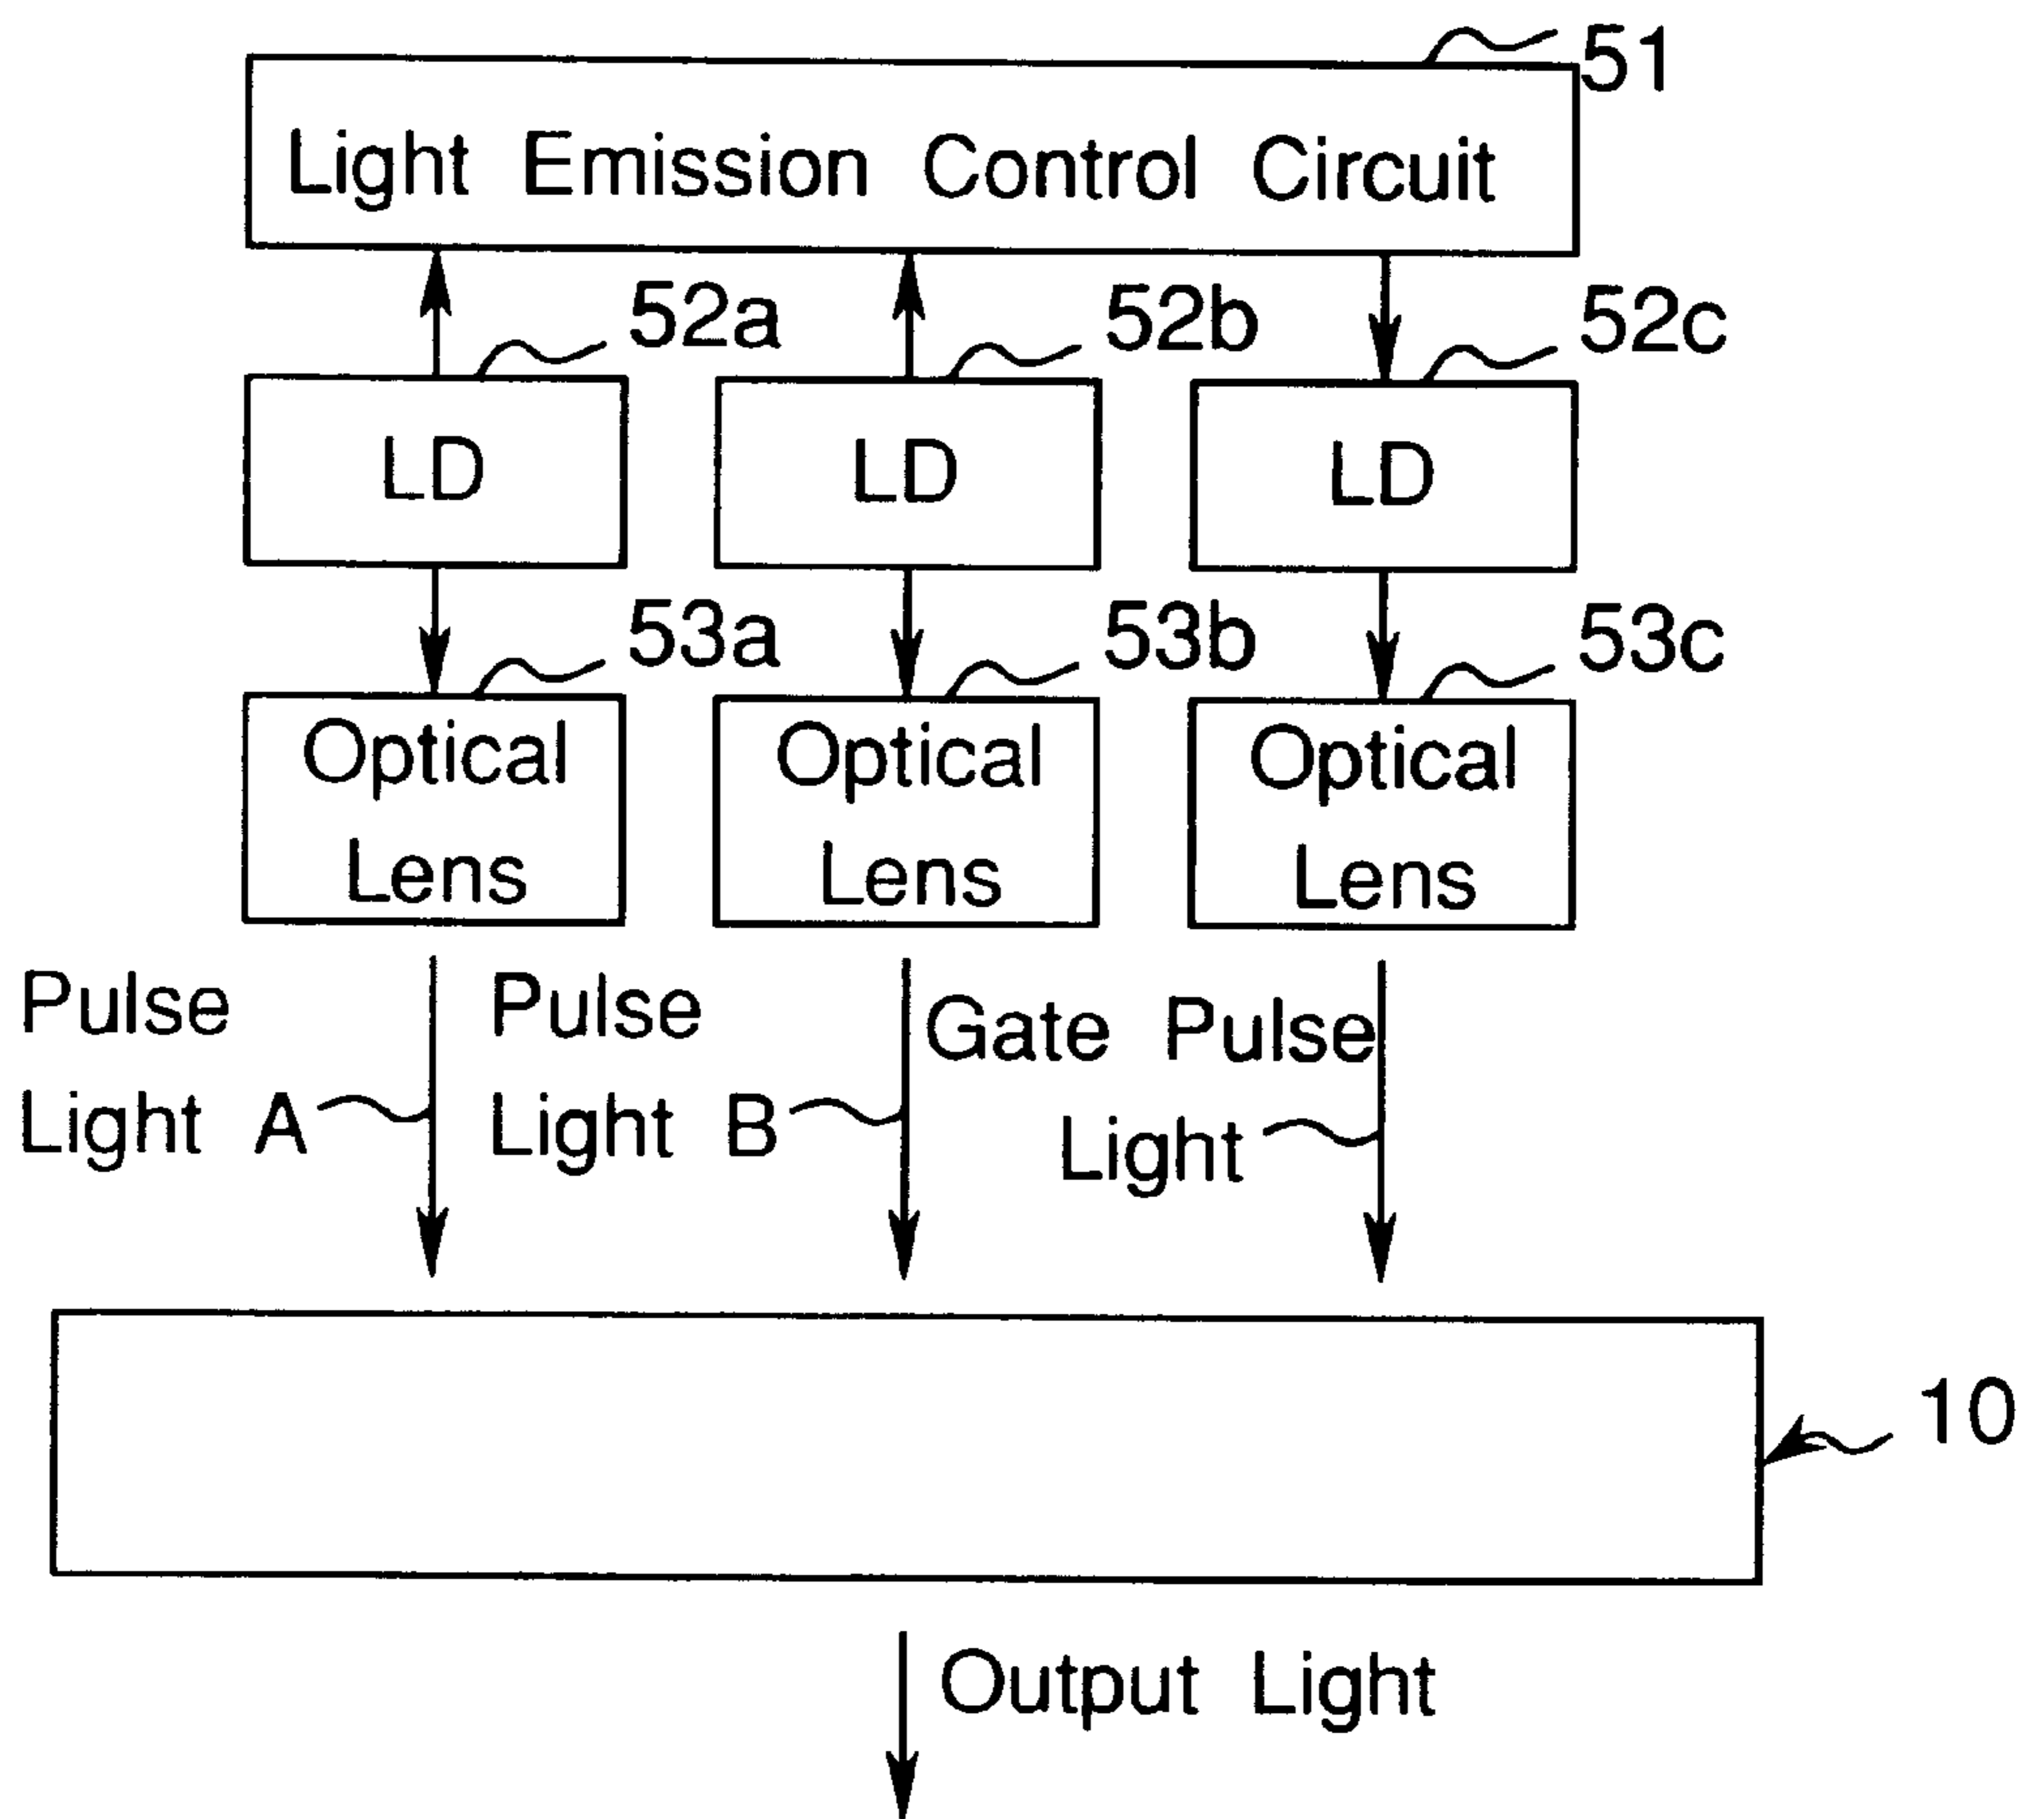 51
Light Emission Control Circuit
52a 52b 52c
LD LD LD
53a 53b 53c
Optical Lens
Optical Lens
Optical Lens
Pulse Light A
Pulse Light B
Gate Pulse Light
10
Output Light